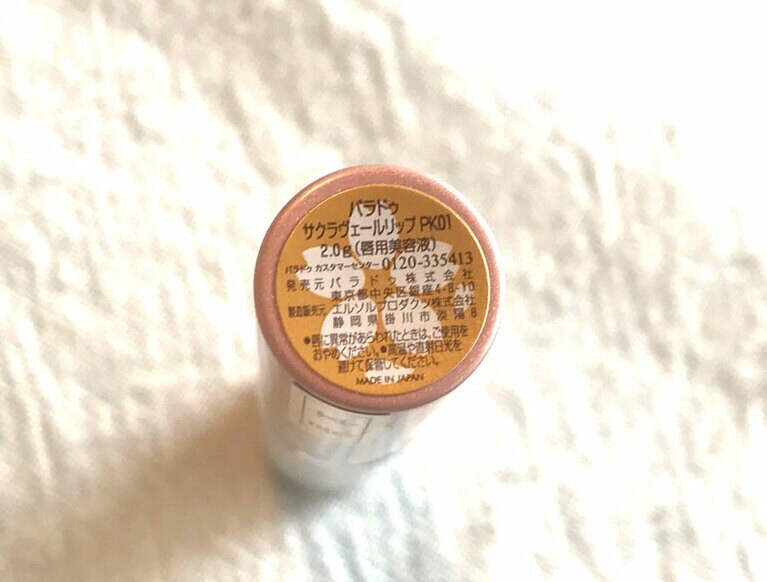 パラドゥ
サクラヴェールリップ PK01
2.0g(唇用美容液)
パラドゥ カスタマーセンター 0120-335413
発売元 パラドゥ株式会社
東京都中央区銀座4-8-10
製造販売元 エルソルプロダクツ株式会社
静岡県掛川市淡陽8
●唇に異常があらわれたときは、ご使用を
おやめください。●高温や直射日光を
避けて保管してください。
MADE IN JAPAN